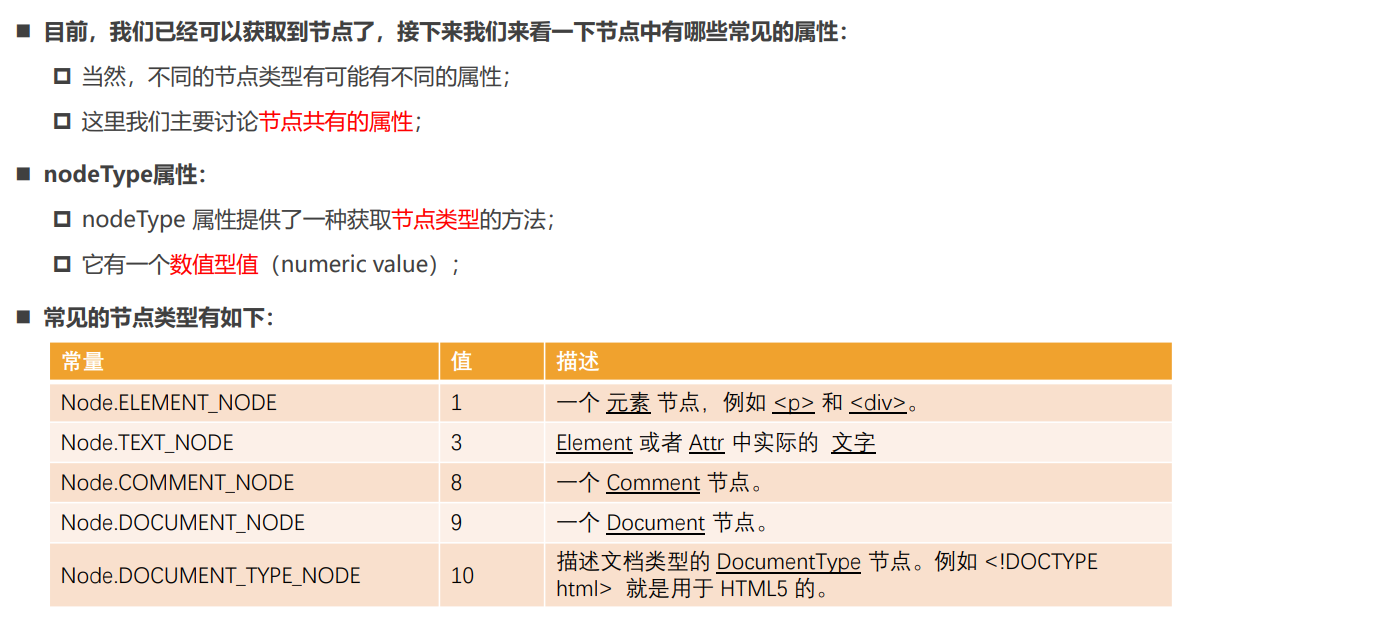 目前，我们已经可以获取到节点了，接下来我们来看一下节点中有哪些常见的属性：
当然，不同的节点类型有可能有不同的属性；
这里我们主要讨论节点共有的属性；
nodeType属性：
nodeType 属性提供了一种获取节点类型的方法；
它有一个数值型值（numeric value）；
常见的节点类型有如下：
常量 值 描述
Node.ELEMENT_NODE 1 一个 元素 节点，例如 <p> 和 <div>。
Node.TEXT_NODE 3 Element 或者 Attr 中实际的 文字
Node.COMMENT_NODE 8 一个 Comment 节点。
Node.DOCUMENT_NODE 9 一个 Document 节点。
Node.DOCUMENT_TYPE_NODE 10 描述文档类型的 DocumentType 节点。例如 <!DOCTYPE
html> 就是用于 HTML5 的。